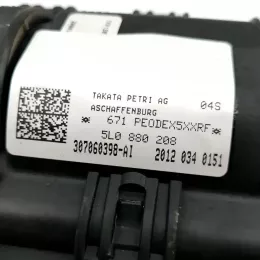 TAKATA PETRI AG 04S
ASCHAFFENBURG
* 671 PEODEX5XXRF *
5L0 880 208
307060398-AI 2012 034 0151